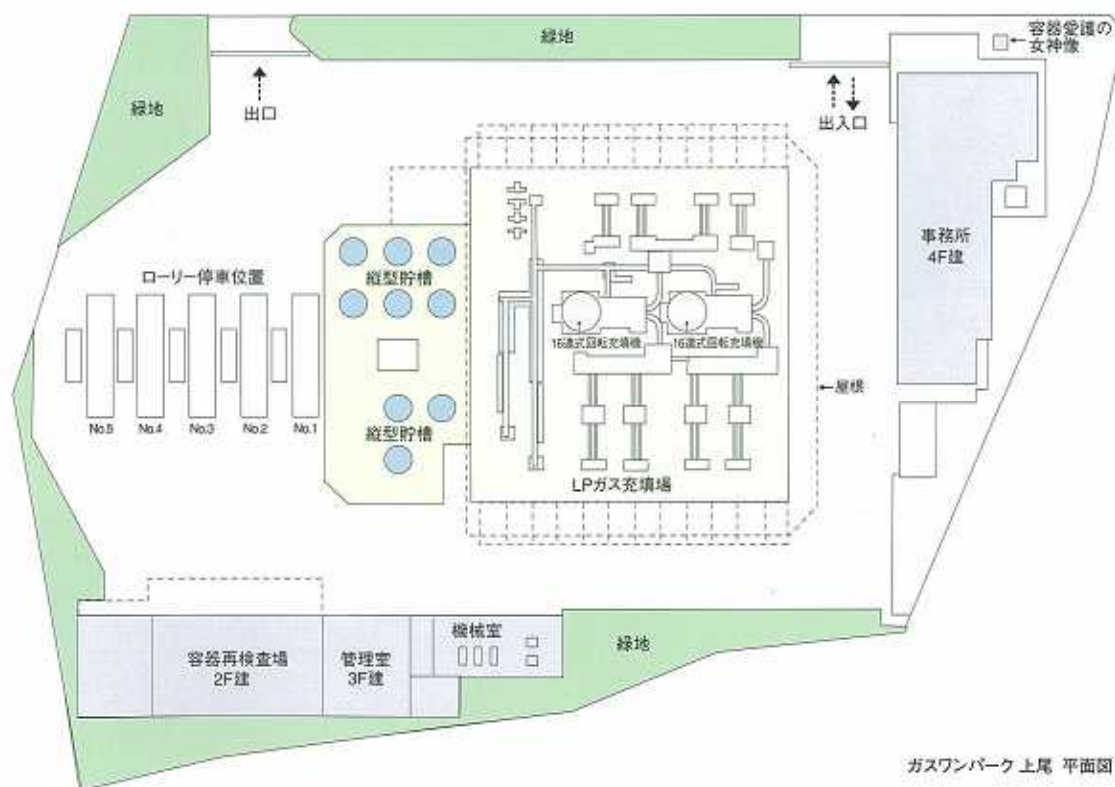 緑地
容器愛護の
女神像
緑地
出口
出入口
事務所
4F建
ローリー停車位置
縦型貯槽
16連式回転充填機
16連式回転充填機
屋根
No.5
No.4
No.3
No.2
No.1
縦型貯槽
LPガス充填場
容器再検査場
2F建
管理室
3F建
機械室
緑地
ガスワンパーク 上尾 平面図